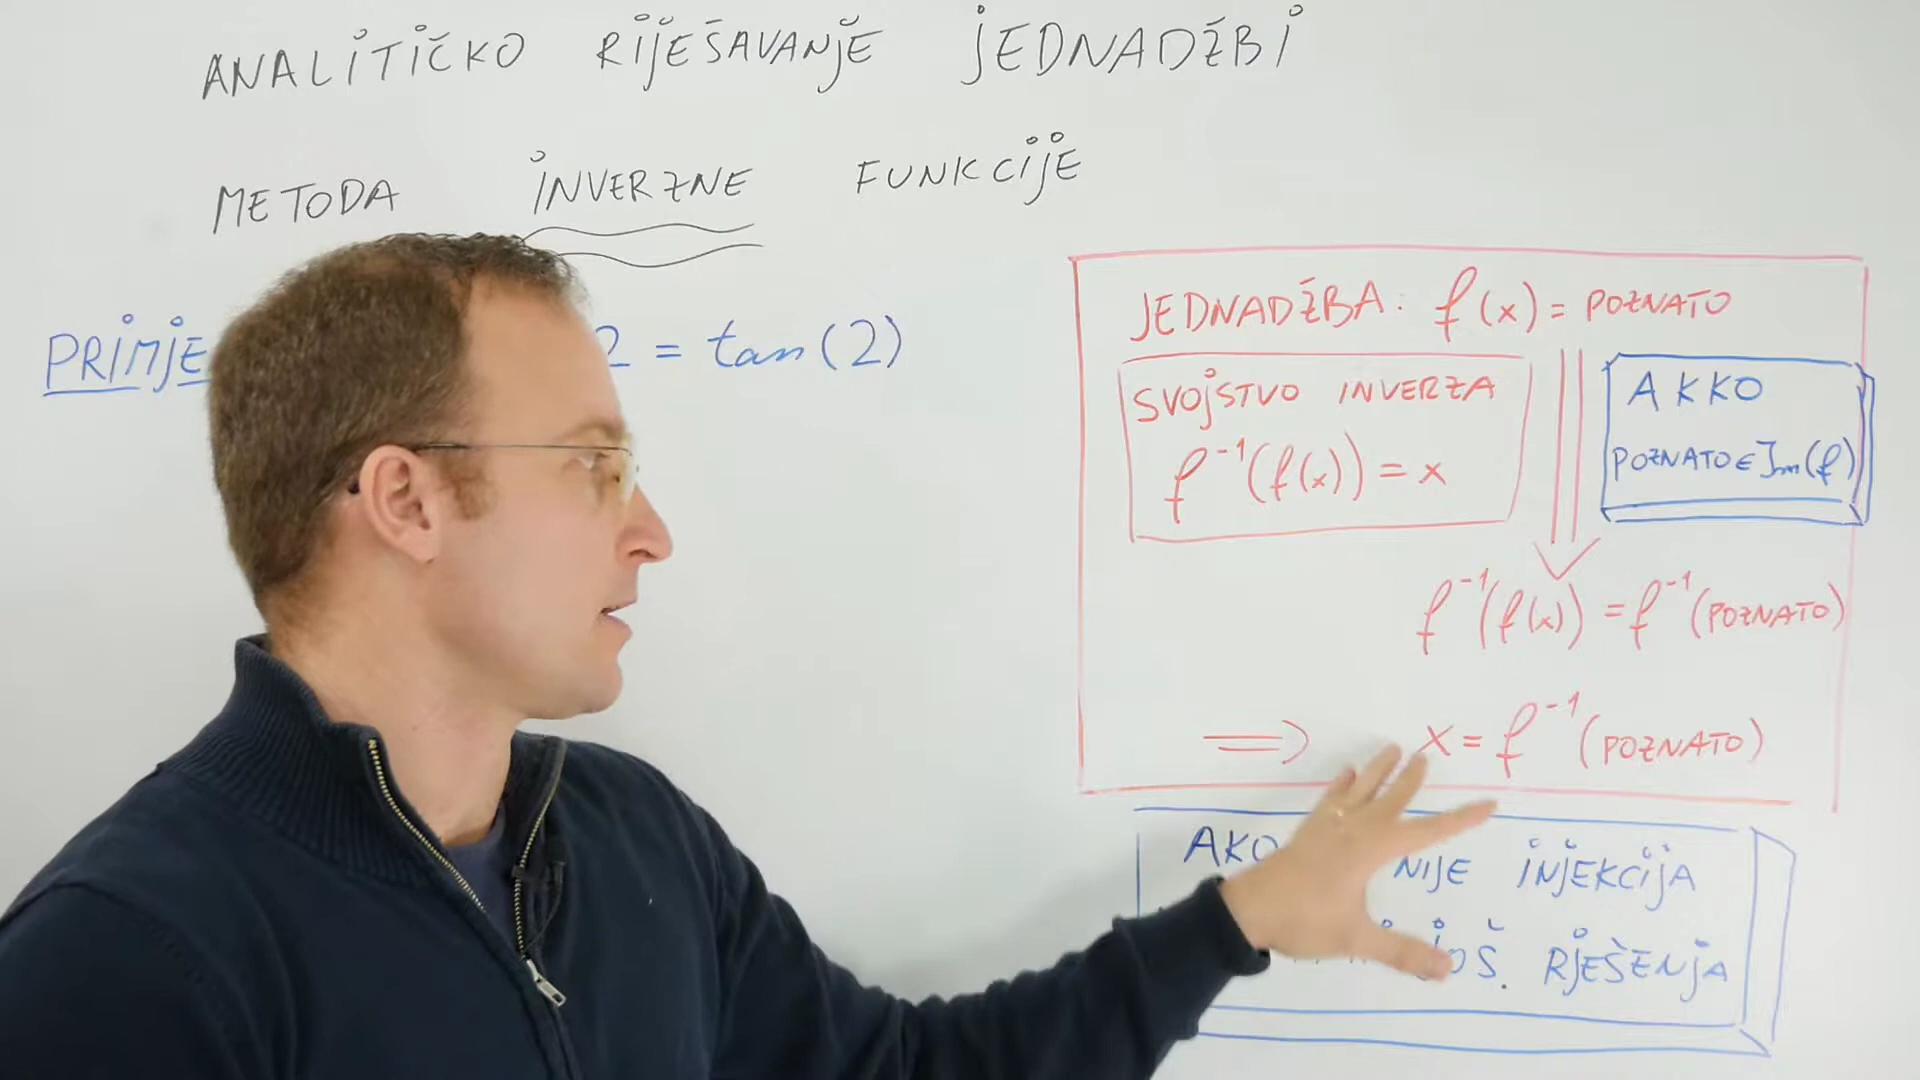 ANALITIČKO RIJEŠAVANJE JEDNADŽBI
METODA INVERZNE FUNKCIJE
PRIMJE 2 = tan(2)
JEDNADŽBA: f(x) = POZNATO
SVOJSTVO INVERZA
f⁻¹(f(x)) = x
AKKO
POZNATO ∈ Im(f)
f⁻¹(f(x)) = f⁻¹(POZNATO)
⇒ x = f⁻¹(POZNATO)
AKO NIJE INJEKCIJA
JOŠ. RJEŠENJA